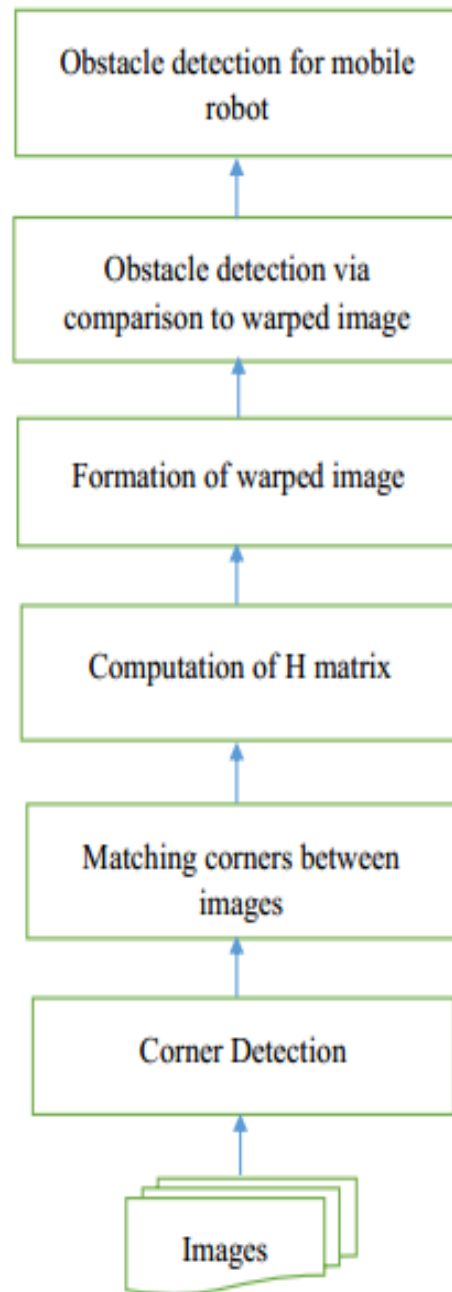 Obstacle detection for mobile
robot
Obstacle detection via
comparison to warped image
Formation of warped image
Computation of H matrix
Matching corners between
images
Corner Detection
Images